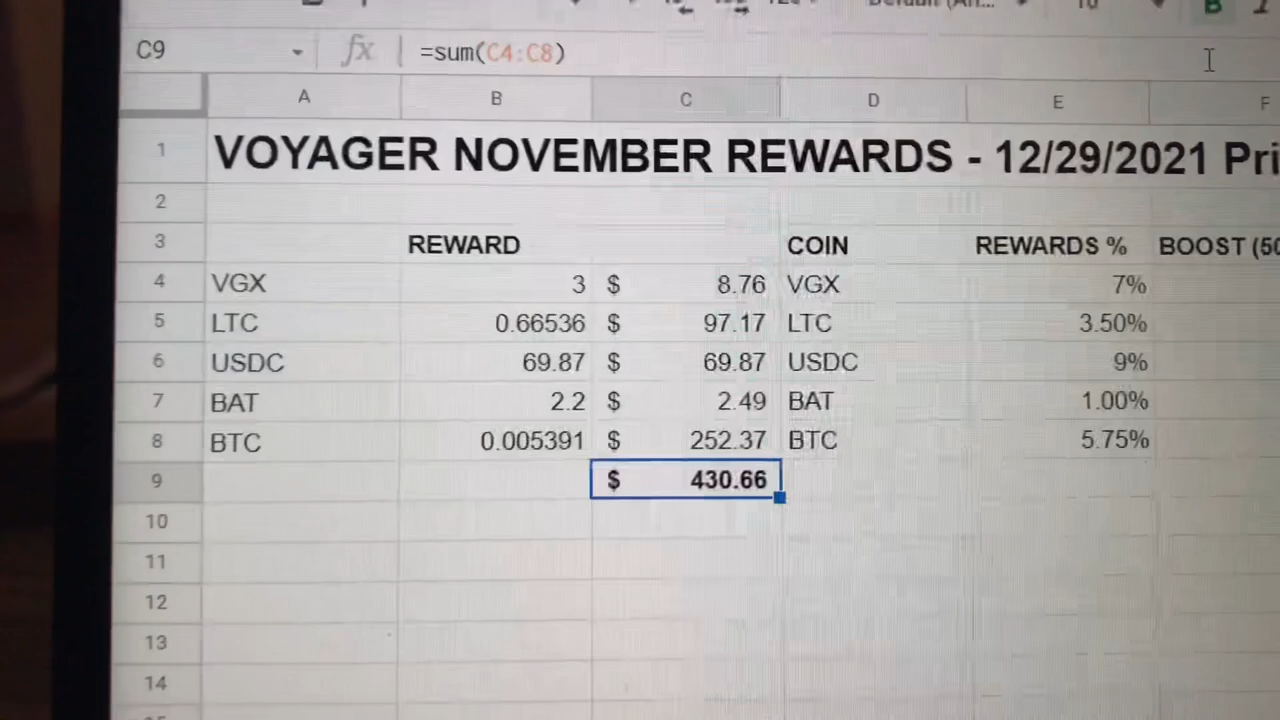 C9 fx =sum(C4:C8)
A B C D E F
1 VOYAGER NOVEMBER REWARDS - 12/29/2021
2
3 REWARD COIN REWARDS % BOOST
4 VGX 3 $ 8.76 VGX 7%
5 LTC 0.66536 $ 97.17 LTC 3.50%
6 USDC 69.87 $ 69.87 USDC 9%
7 BAT 2.2 $ 2.49 BAT 1.00%
8 BTC 0.005391 $ 252.37 BTC 5.75%
9 $ 430.66
10
11
12
13
14